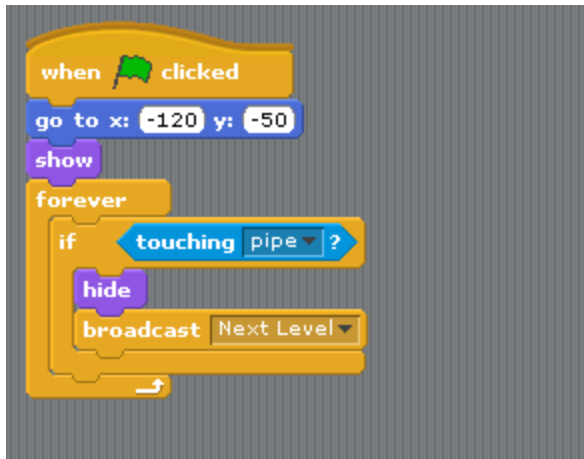 when clicked
go to x: -120 y: -50
show
forever
if touching pipe ?
hide
broadcast Next Level